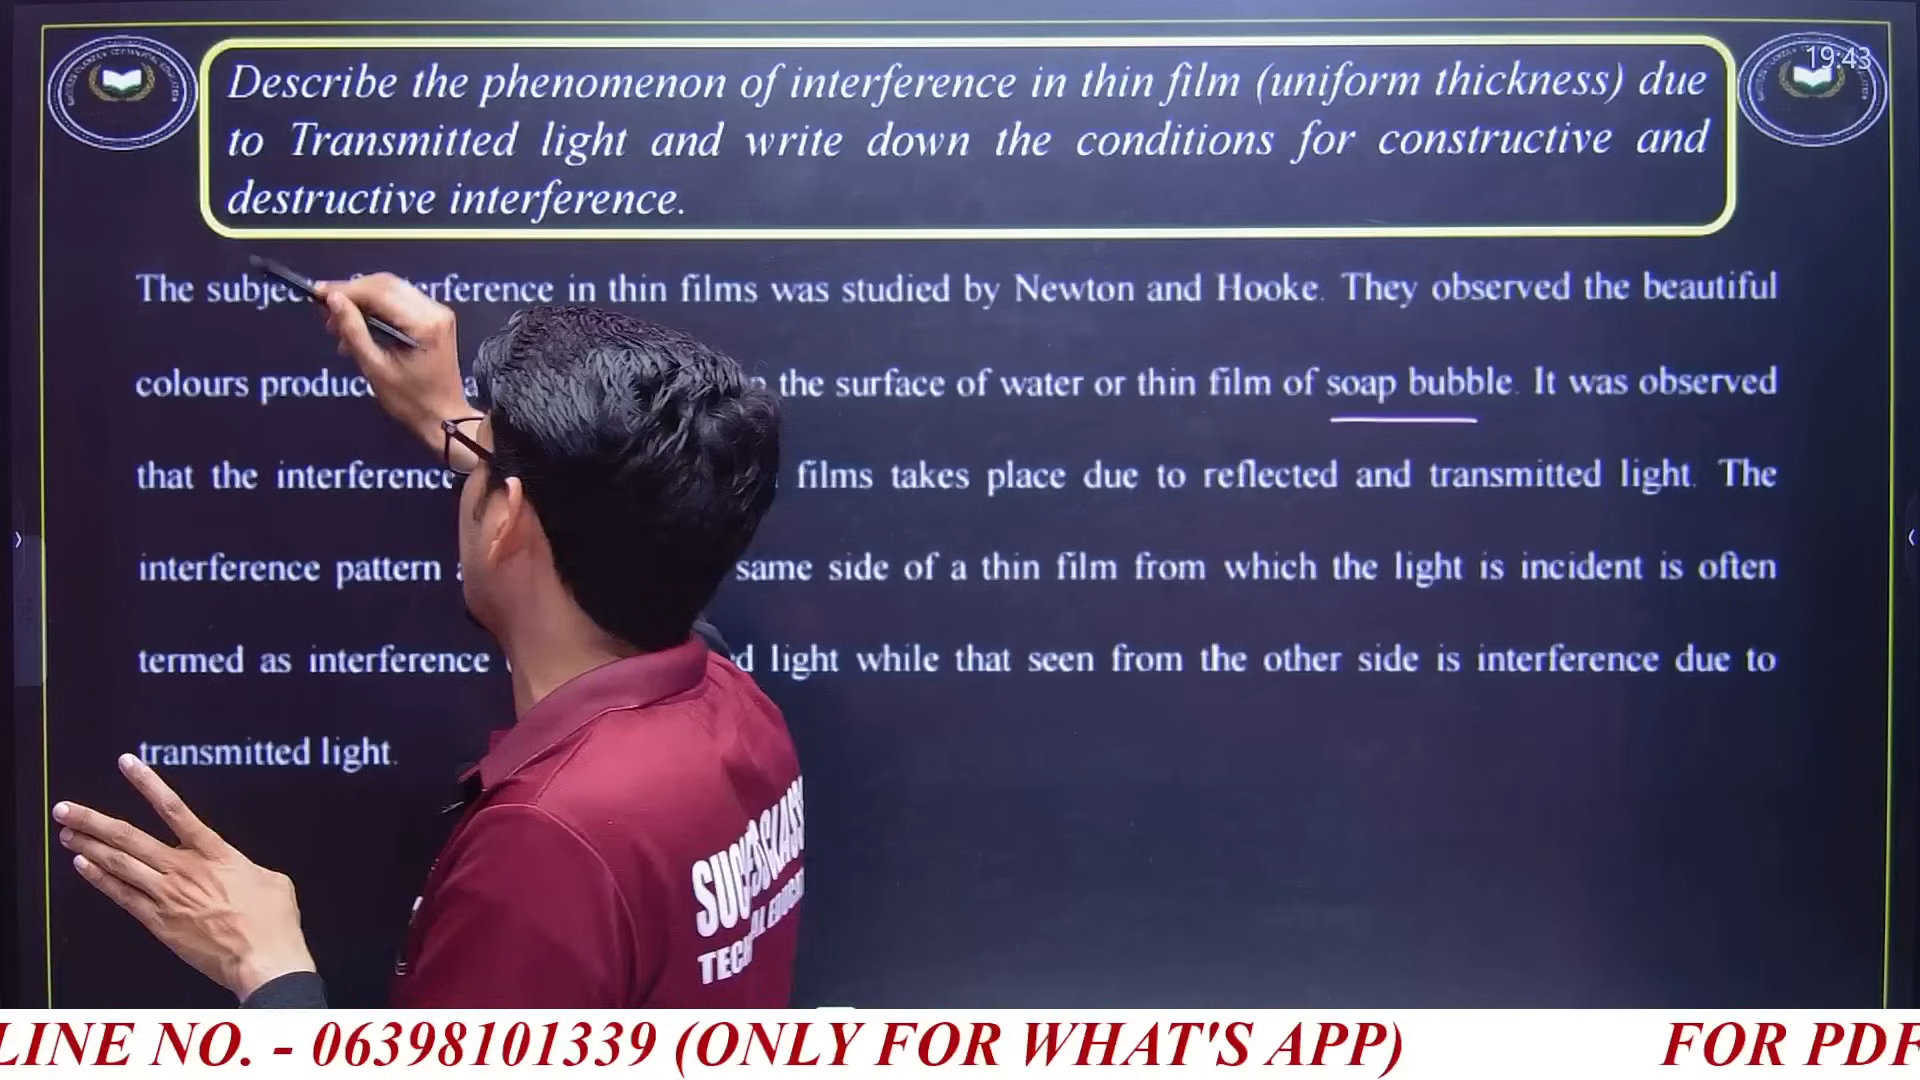 Describe the phenomenon of interference in thin film (uniform thickness) due
to Transmitted light and write down the conditions for constructive and
destructive interference.
19:43
The subject interference in thin films was studied by Newton and Hooke. They observed the beautiful
colours the surface of water or thin film of soap bubble. It was observed
that the interference films takes place due to reflected and transmitted light. The
interference pattern same side of a thin film from which the light is incident is often
termed as interference light while that seen from the other side is interference due to
transmitted light.
LINE NO. - 06398101339 (ONLY FOR WHAT'S APP) FOR PDF